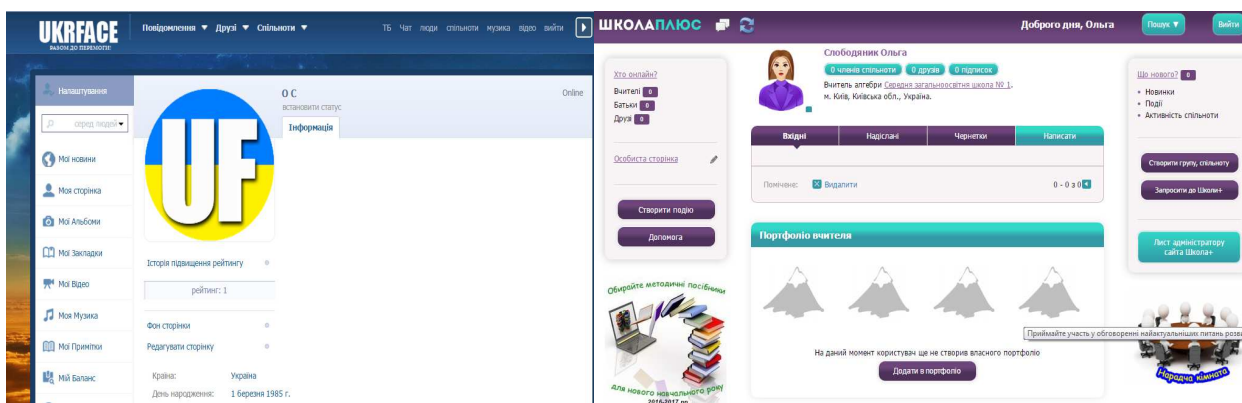 UKRFACE
РАЗОМ ДО ПЕРЕМОГИ!
Повідомлення ▼ Друзі ▼ Спільноти ▼
ТБ Чат люди спільноти музика відео вийти
Налаштування
серед людей
Мої новини
Моя сторінка
Мої Альбоми
Мої Закладки
Мої Відео
Моя Музика
Мої Примітки
Мій Баланс
UF
О С
Online
встановити статус
Інформація
Історія підвищення рейтингу
рейтинг: 1
Фон сторінки
Редагувати сторінку
Країна: Україна
День народження: 1 березня 1985 г.
ШКОЛАПЛЮС
Доброго дня, Ольга
Пошук ▼
Вийти
Хто онлайн?
Вчителі 0
Батьки 0
Друзі 0
Особиста сторінка
Створити подію
Допомога
Обирайте методичні посібники
для нового навчального року
2016-2017 рр
Слободяник Ольга
0 членів спільноти 0 друзів 0 підписок
Вчитель алгебри Середня загальноосвітня школа № 1.
м. Київ, Київська обл., Україна.
Вхідні Надіслані Чернетки Написати
Помічене: Видалити
0 - 0 з 0
Портфоліо вчителя
На даний момент користувач ще не створив власного портфоліо
Додати в портфоліо
Що нового? 0
• Новинки
• Події
• Активність спільноти
Створити групу, спільноту
Запросити до Школи+
Лист адміністратору
сайта Школа+
Приймайте участь у обговоренні найактуальніших питань розви
Нарадча кімната